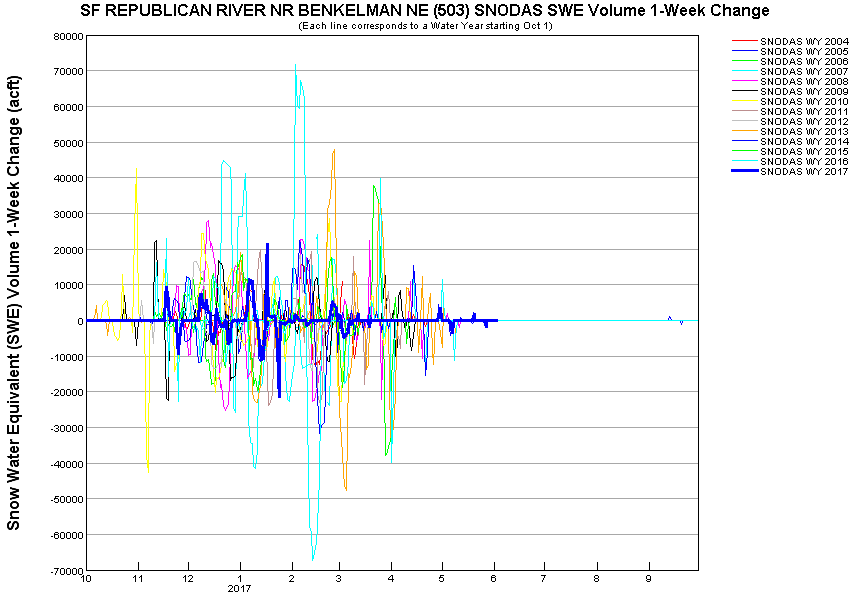 SF REPUBLICAN RIVER NR BENKELMAN NE (503) SNODAS SWE Volume 1-Week Change
(Each line corresponds to a Water Year starting Oct 1)
Snow Water Equivalent (SWE) Volume 1-Week Change (acft)
80000
70000
60000
50000
40000
30000
20000
10000
0
-10000
-20000
-30000
-40000
-50000
-60000
-70000
10 11 12 1 2 3 4 5 6 7 8 9
2017
SNODAS WY 2004
SNODAS WY 2005
SNODAS WY 2006
SNODAS WY 2007
SNODAS WY 2008
SNODAS WY 2009
SNODAS WY 2010
SNODAS WY 2011
SNODAS WY 2012
SNODAS WY 2013
SNODAS WY 2014
SNODAS WY 2015
SNODAS WY 2016
SNODAS WY 2017